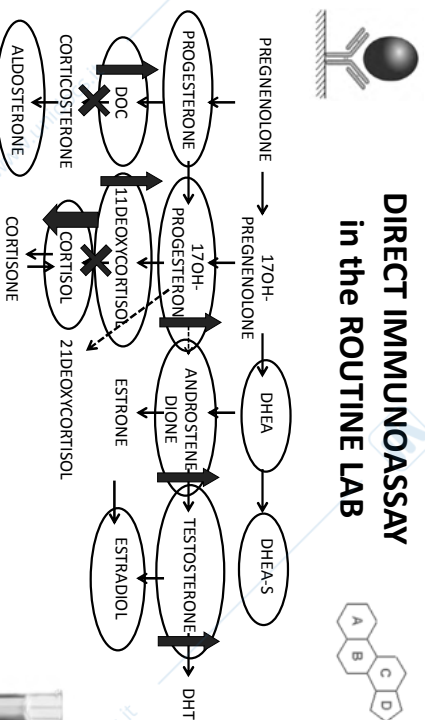 DIRECT IMMUNOASSAY
in the ROUTINE LAB
A
B
C
D
PREGNENOLONE
17OH-
PREGNENOLONE
DHEA
DHEA-S
PROGESTERONE
17OH-
PROGESTERON
ANDROSTENE
DIONE
TESTOSTERONE
DHT
DOC
11DEOXYCORTISOL
ESTRONE
ESTRADIOL
CORTICOSTERONE
CORTISOL
21DEOXYCORTISOL
ALDOSTERONE
CORTISONE